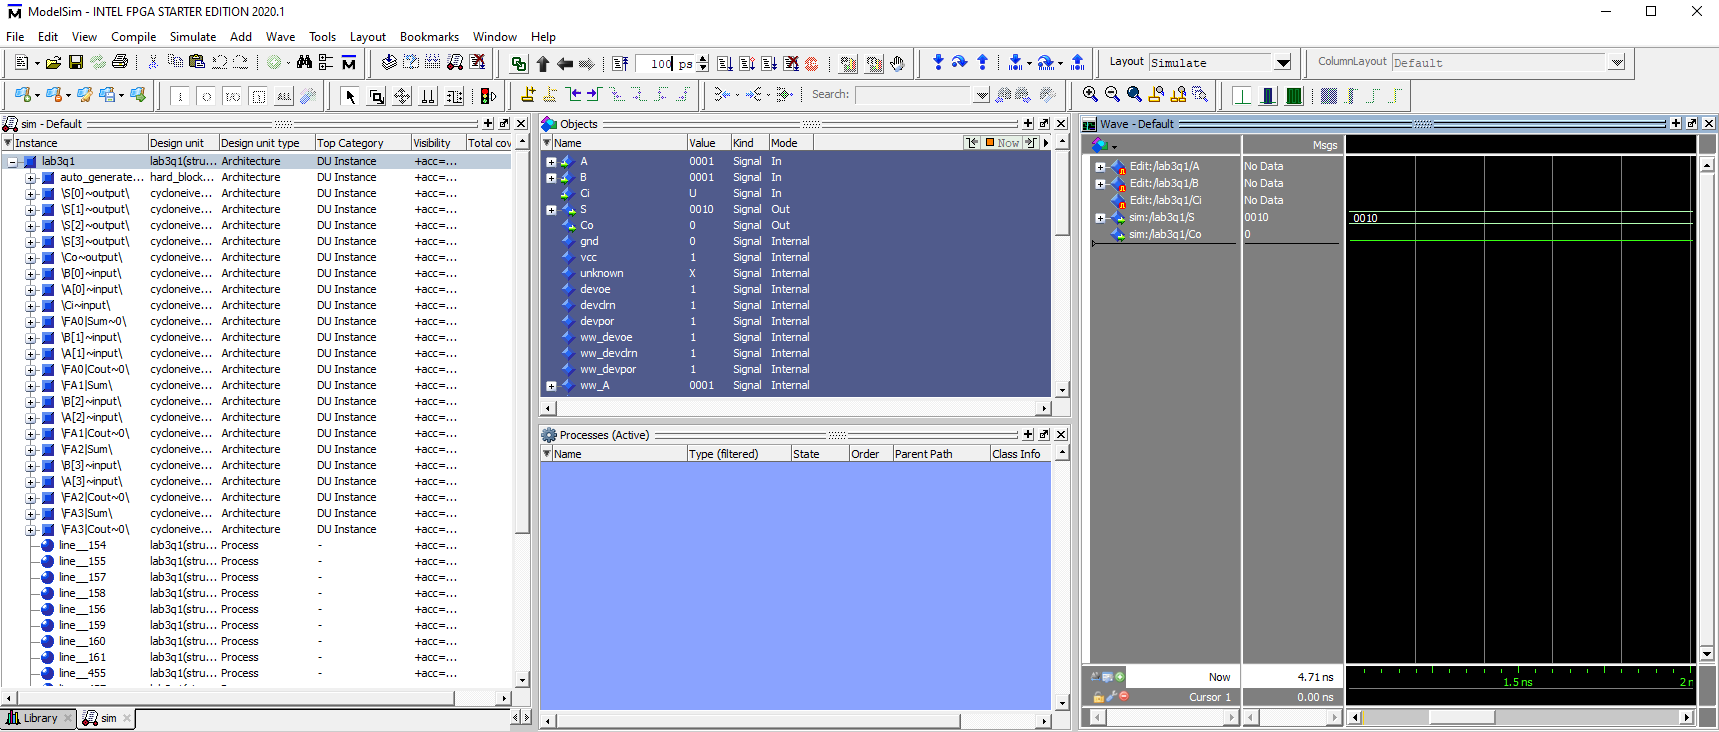 ModelSim - INTEL FPGA STARTER EDITION 2020.1
File Edit View Compile Simulate Add Wave Tools Layout Bookmarks Window Help
100 ps
Layout Simulate
ColumnLayout Default
Search:
sim - Default
Instance Design unit Design unit type Top Category Visibility Total cov
lab3q1 lab3q1(stru... Architecture DU Instance +acc=...
auto_generate... hard_block... Architecture DU Instance +acc=...
\S[0]~output\ cycloneive... Architecture DU Instance +acc=...
\S[1]~output\ cycloneive... Architecture DU Instance +acc=...
\S[2]~output\ cycloneive... Architecture DU Instance +acc=...
\S[3]~output\ cycloneive... Architecture DU Instance +acc=...
\Co~output\ cycloneive... Architecture DU Instance +acc=...
\B[0]~input\ cycloneive... Architecture DU Instance +acc=...
\A[0]~input\ cycloneive... Architecture DU Instance +acc=...
\Ci~input\ cycloneive... Architecture DU Instance +acc=...
\FA0|Sum~0\ cycloneive... Architecture DU Instance +acc=...
\B[1]~input\ cycloneive... Architecture DU Instance +acc=...
\A[1]~input\ cycloneive... Architecture DU Instance +acc=...
\FA0|Cout~0\ cycloneive... Architecture DU Instance +acc=...
\FA1|Sum\ cycloneive... Architecture DU Instance +acc=...
\B[2]~input\ cycloneive... Architecture DU Instance +acc=...
\A[2]~input\ cycloneive... Architecture DU Instance +acc=...
\FA1|Cout~0\ cycloneive... Architecture DU Instance +acc=...
\FA2|Sum\ cycloneive... Architecture DU Instance +acc=...
\B[3]~input\ cycloneive... Architecture DU Instance +acc=...
\A[3]~input\ cycloneive... Architecture DU Instance +acc=...
\FA2|Cout~0\ cycloneive... Architecture DU Instance +acc=...
\FA3|Sum\ cycloneive... Architecture DU Instance +acc=...
\FA3|Cout~0\ cycloneive... Architecture DU Instance +acc=...
line__154 lab3q1(stru... Process - +acc=...
line__155 lab3q1(stru... Process - +acc=...
line__157 lab3q1(stru... Process - +acc=...
line__158 lab3q1(stru... Process - +acc=...
line__156 lab3q1(stru... Process - +acc=...
line__159 lab3q1(stru... Process - +acc=...
line__160 lab3q1(stru... Process - +acc=...
line__161 lab3q1(stru... Process - +acc=...
line__455 lab3q1(stru... Process - +acc=...
Library sim
Objects
Name Value Kind Mode Now
A 0001 Signal In
B 0001 Signal In
Ci U Signal In
S 0010 Signal Out
Co 0 Signal Out
gnd 0 Signal Internal
vcc 1 Signal Internal
unknown X Signal Internal
devoe 1 Signal Internal
devclrn 1 Signal Internal
devpor 1 Signal Internal
ww_devoe 1 Signal Internal
ww_devclrn 1 Signal Internal
ww_devpor 1 Signal Internal
ww_A 0001 Signal Internal
Processes (Active)
Name Type (filtered) State Order Parent Path Class Info
Wave - Default
Msgs
Edit:/lab3q1/A No Data
Edit:/lab3q1/B No Data
Edit:/lab3q1/Ci No Data
sim:/lab3q1/S 0010 0010
sim:/lab3q1/Co 0
Now 4.71 ns 1.5 ns 2 n
Cursor 1 0.00 ns